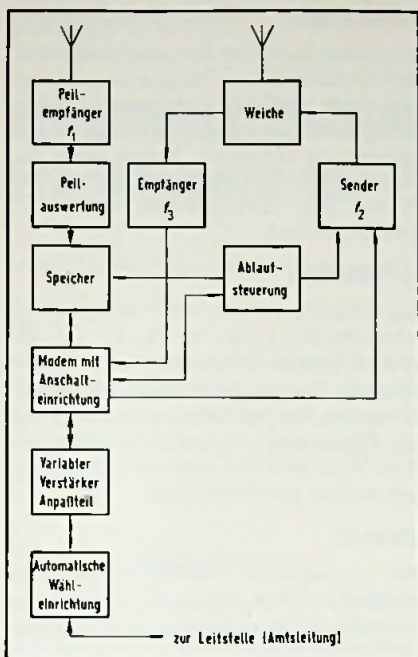 Peil-
empfänger
f₁
Weiche
Peil-
auswertung
Empfänger
f₃
Sender
f₂
Speicher
Ablauf-
steuerung
Modem mit
Anschalt-
einrichtung
Variabler
Verstärker
Anpaßteil
Automatische
Wähl-
einrichtung
zur Leitstelle (Amtsleitung)